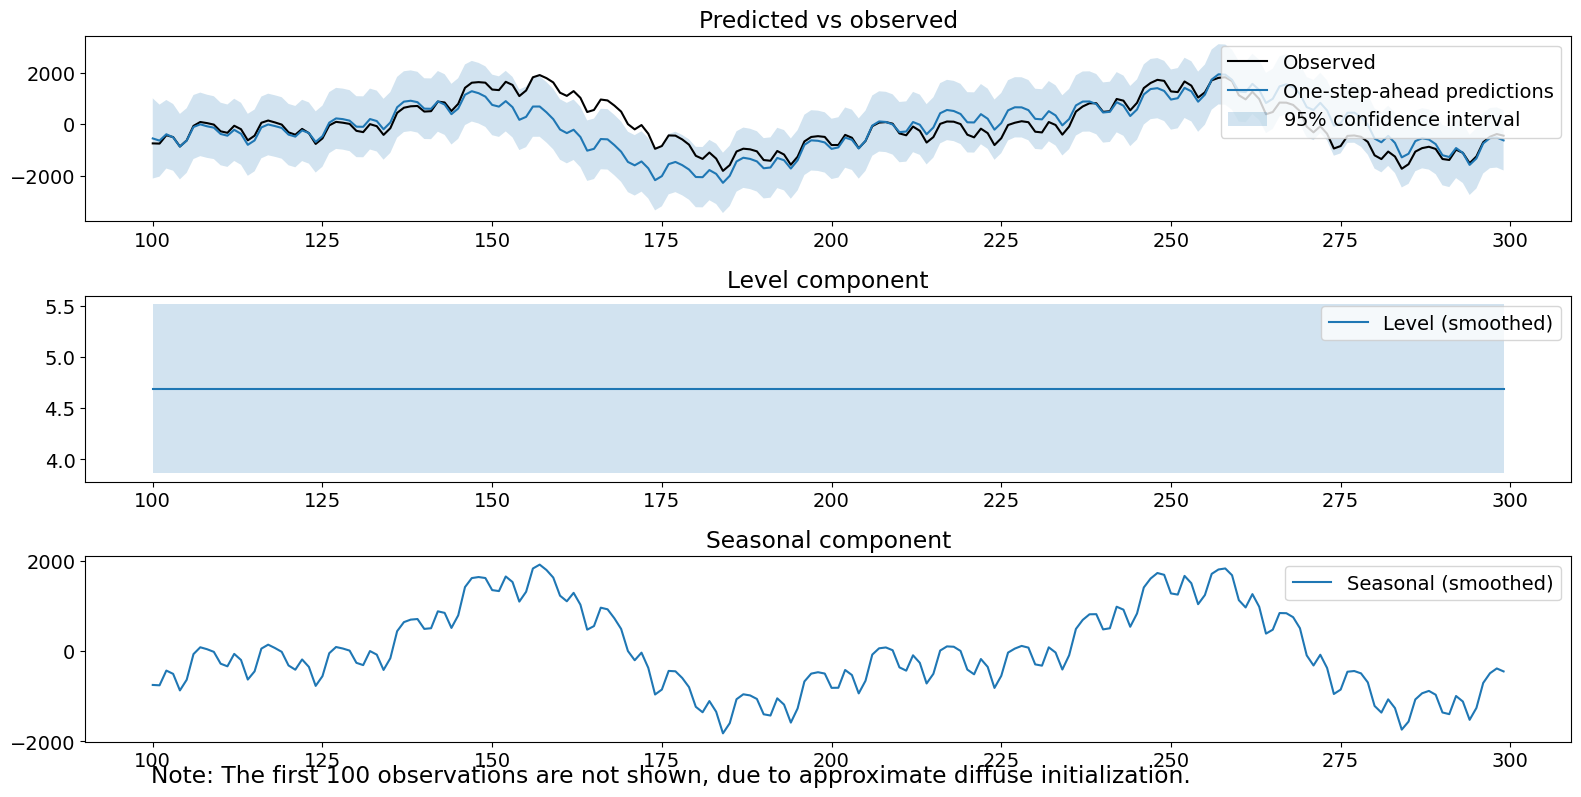 Predicted vs observed
2000
0
−2000
Observed
One-step-ahead predictions
95% confidence interval
100 125 150 175 200 225 250 275 300
Level component
5.5
5.0
4.5
4.0
Level (smoothed)
100 125 150 175 200 225 250 275 300
Seasonal component
2000
0
−2000
Seasonal (smoothed)
100 125 150 175 200 225 250 275 300
Note: The first 100 observations are not shown, due to approximate diffuse initialization.